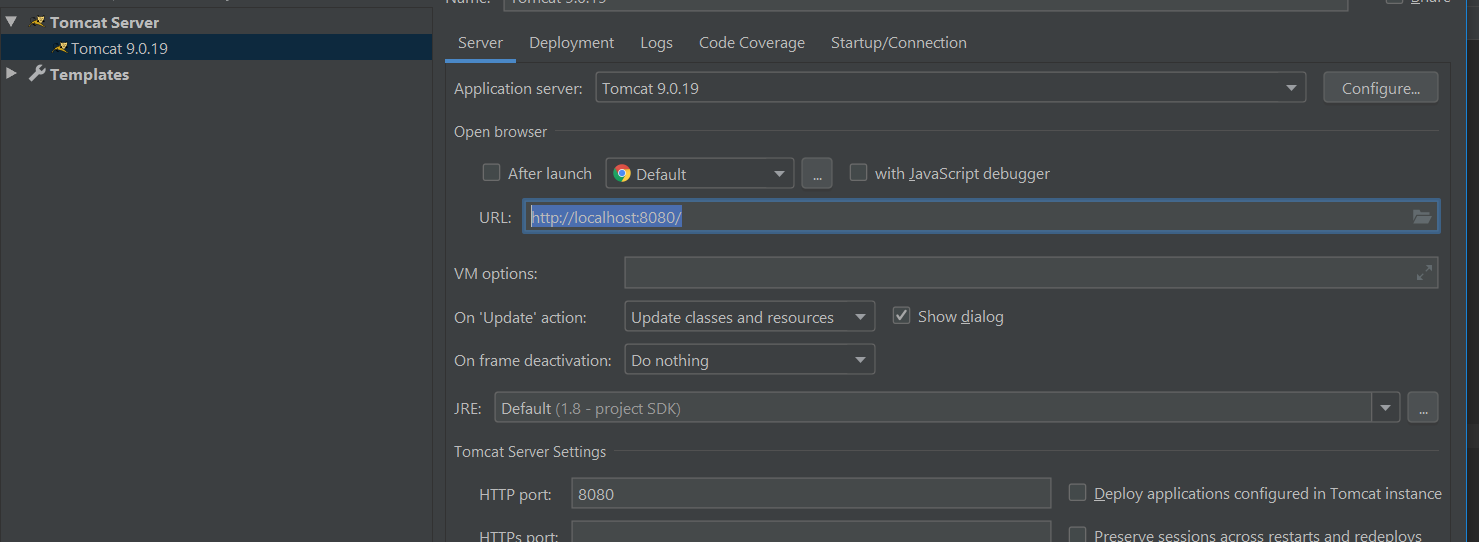 Name: Tomcat 9.0.19 Share
Tomcat Server
Tomcat 9.0.19
Templates
Server Deployment Logs Code Coverage Startup/Connection
Application server: Tomcat 9.0.19 Configure...
Open browser
After launch Default ... with JavaScript debugger
URL: http://localhost:8080/
VM options:
On 'Update' action: Update classes and resources Show dialog
On frame deactivation: Do nothing
JRE: Default (1.8 - project SDK) ...
Tomcat Server Settings
HTTP port: 8080 Deploy applications configured in Tomcat instance
HTTPs port: Preserve sessions across restarts and redeploys